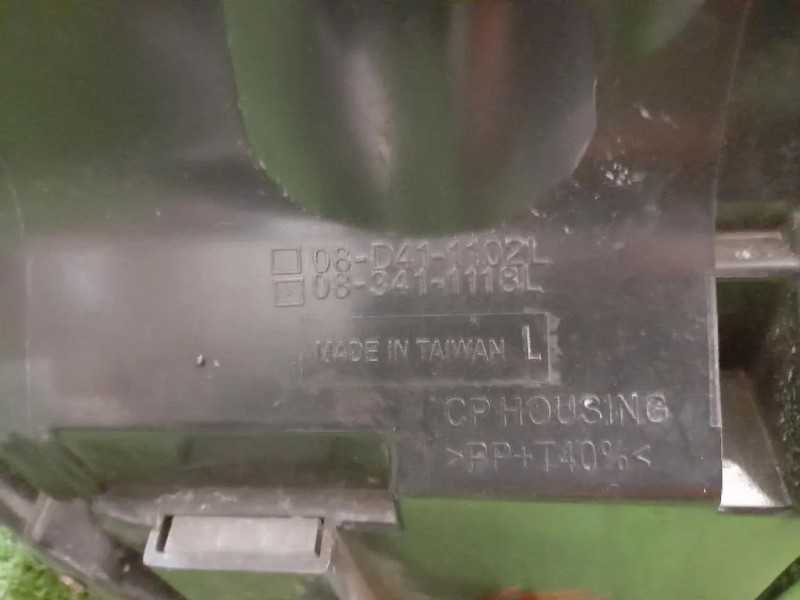 08-D41-1102L
08-341-1118L
MADE IN TAIWAN L
CP HOUSING
>PP+T40%<